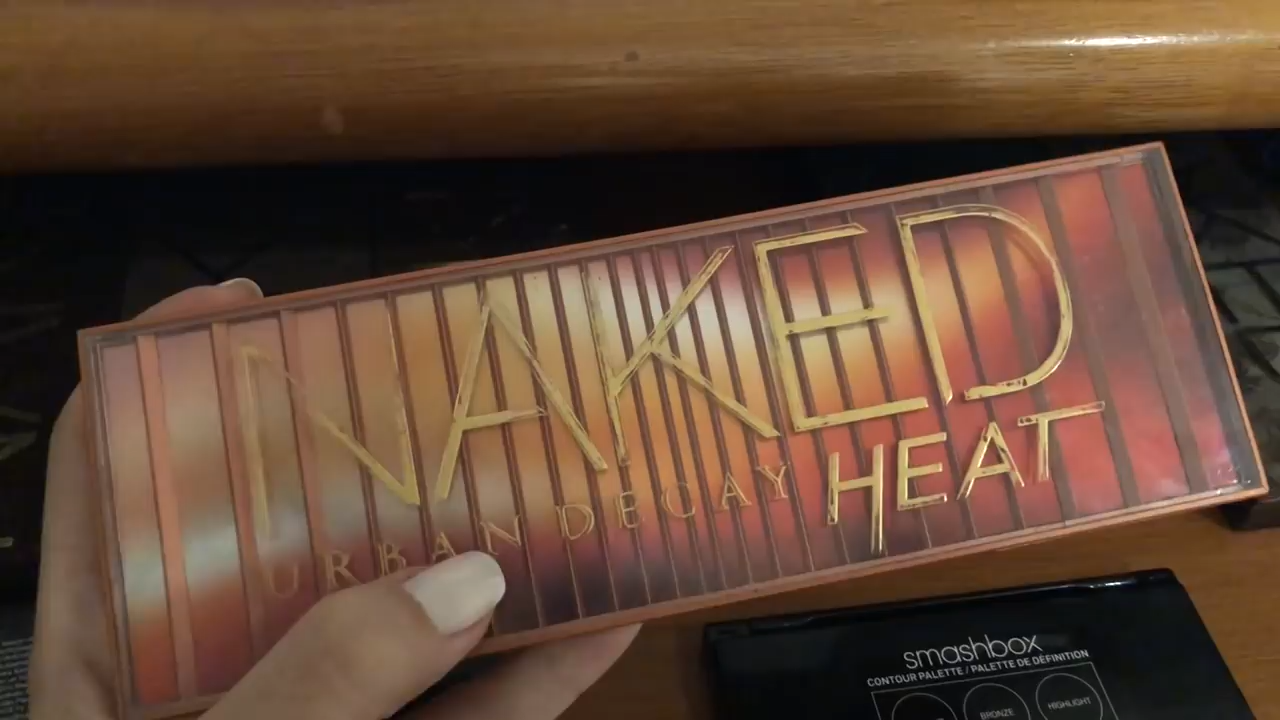 NAKED
HEAT
URBAN DECAY
smashbox
CONTOUR PALETTE / PALETTE DE DÉFINITION
BRONZE
HIGHLIGHT